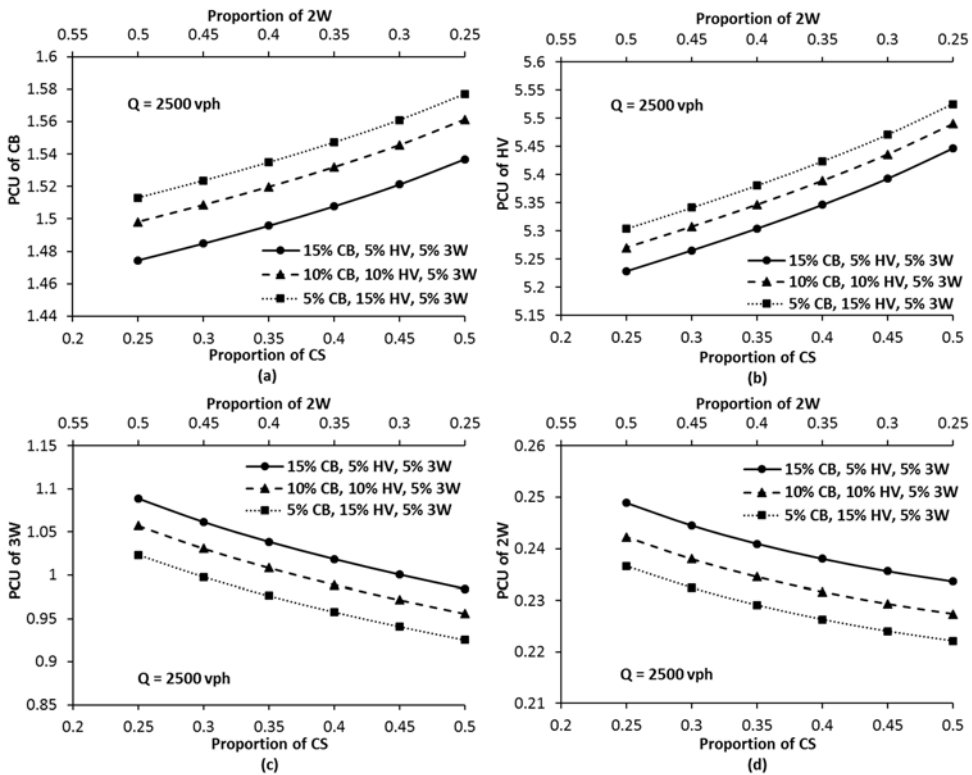 Proportion of 2W
0.55 0.5 0.45 0.4 0.35 0.3 0.25
1.6
1.58
1.56
1.54
1.52
1.5
1.48
1.46
1.44
PCU of CB
Q = 2500 vph
15% CB, 5% HV, 5% 3W
10% CB, 10% HV, 5% 3W
5% CB, 15% HV, 5% 3W
0.2 0.25 0.3 0.35 0.4 0.45 0.5
Proportion of CS
(a)
Proportion of 2W
0.55 0.5 0.45 0.4 0.35 0.3 0.25
5.6
5.55
5.5
5.45
5.4
5.35
5.3
5.25
5.2
5.15
PCU of HV
Q = 2500 vph
15% CB, 5% HV, 5% 3W
10% CB, 10% HV, 5% 3W
5% CB, 15% HV, 5% 3W
0.2 0.25 0.3 0.35 0.4 0.45 0.5
Proportion of CS
(b)
Proportion of 2W
0.55 0.5 0.45 0.4 0.35 0.3 0.25
1.15
1.1
1.05
1
0.95
0.9
0.85
PCU of 3W
15% CB, 5% HV, 5% 3W
10% CB, 10% HV, 5% 3W
5% CB, 15% HV, 5% 3W
Q = 2500 vph
0.2 0.25 0.3 0.35 0.4 0.45 0.5
Proportion of CS
(c)
Proportion of 2W
0.55 0.5 0.45 0.4 0.35 0.3 0.25
0.26
0.25
0.24
0.23
0.22
0.21
PCU of 2W
15% CB, 5% HV, 5% 3W
10% CB, 10% HV, 5% 3W
5% CB, 15% HV, 5% 3W
Q = 2500 vph
0.2 0.25 0.3 0.35 0.4 0.45 0.5
Proportion of CS
(d)